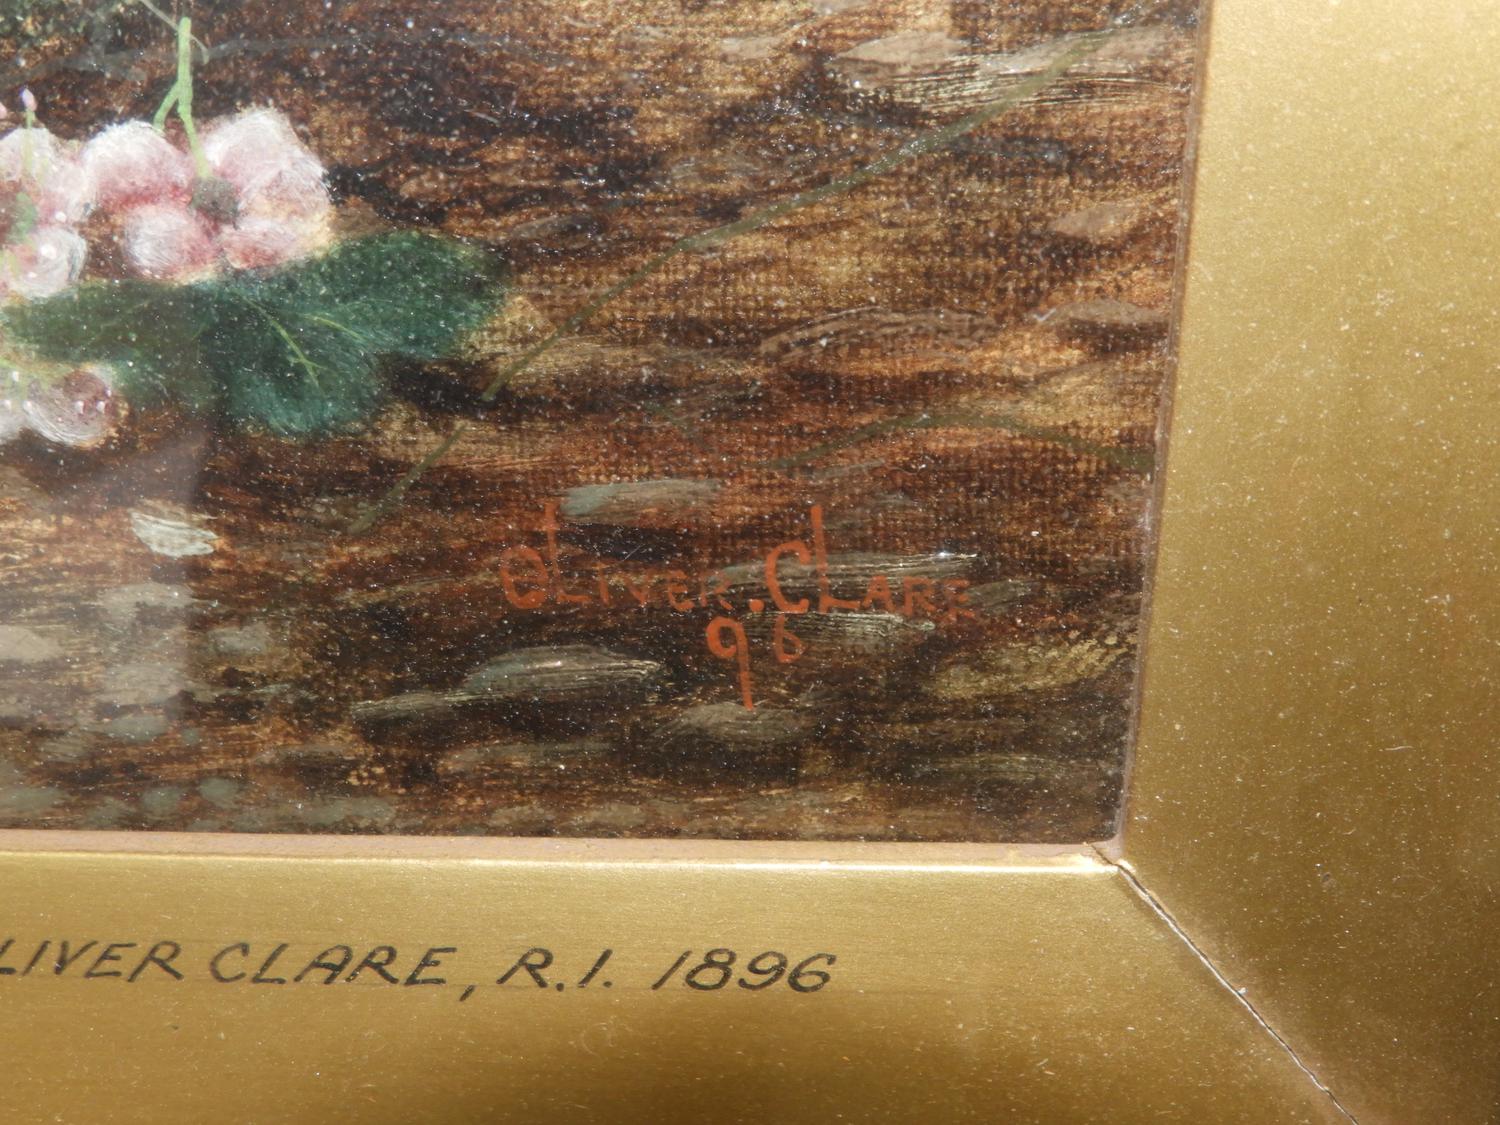 OLIVER. CLARE
96
LIVER CLARE, R.I. 1896